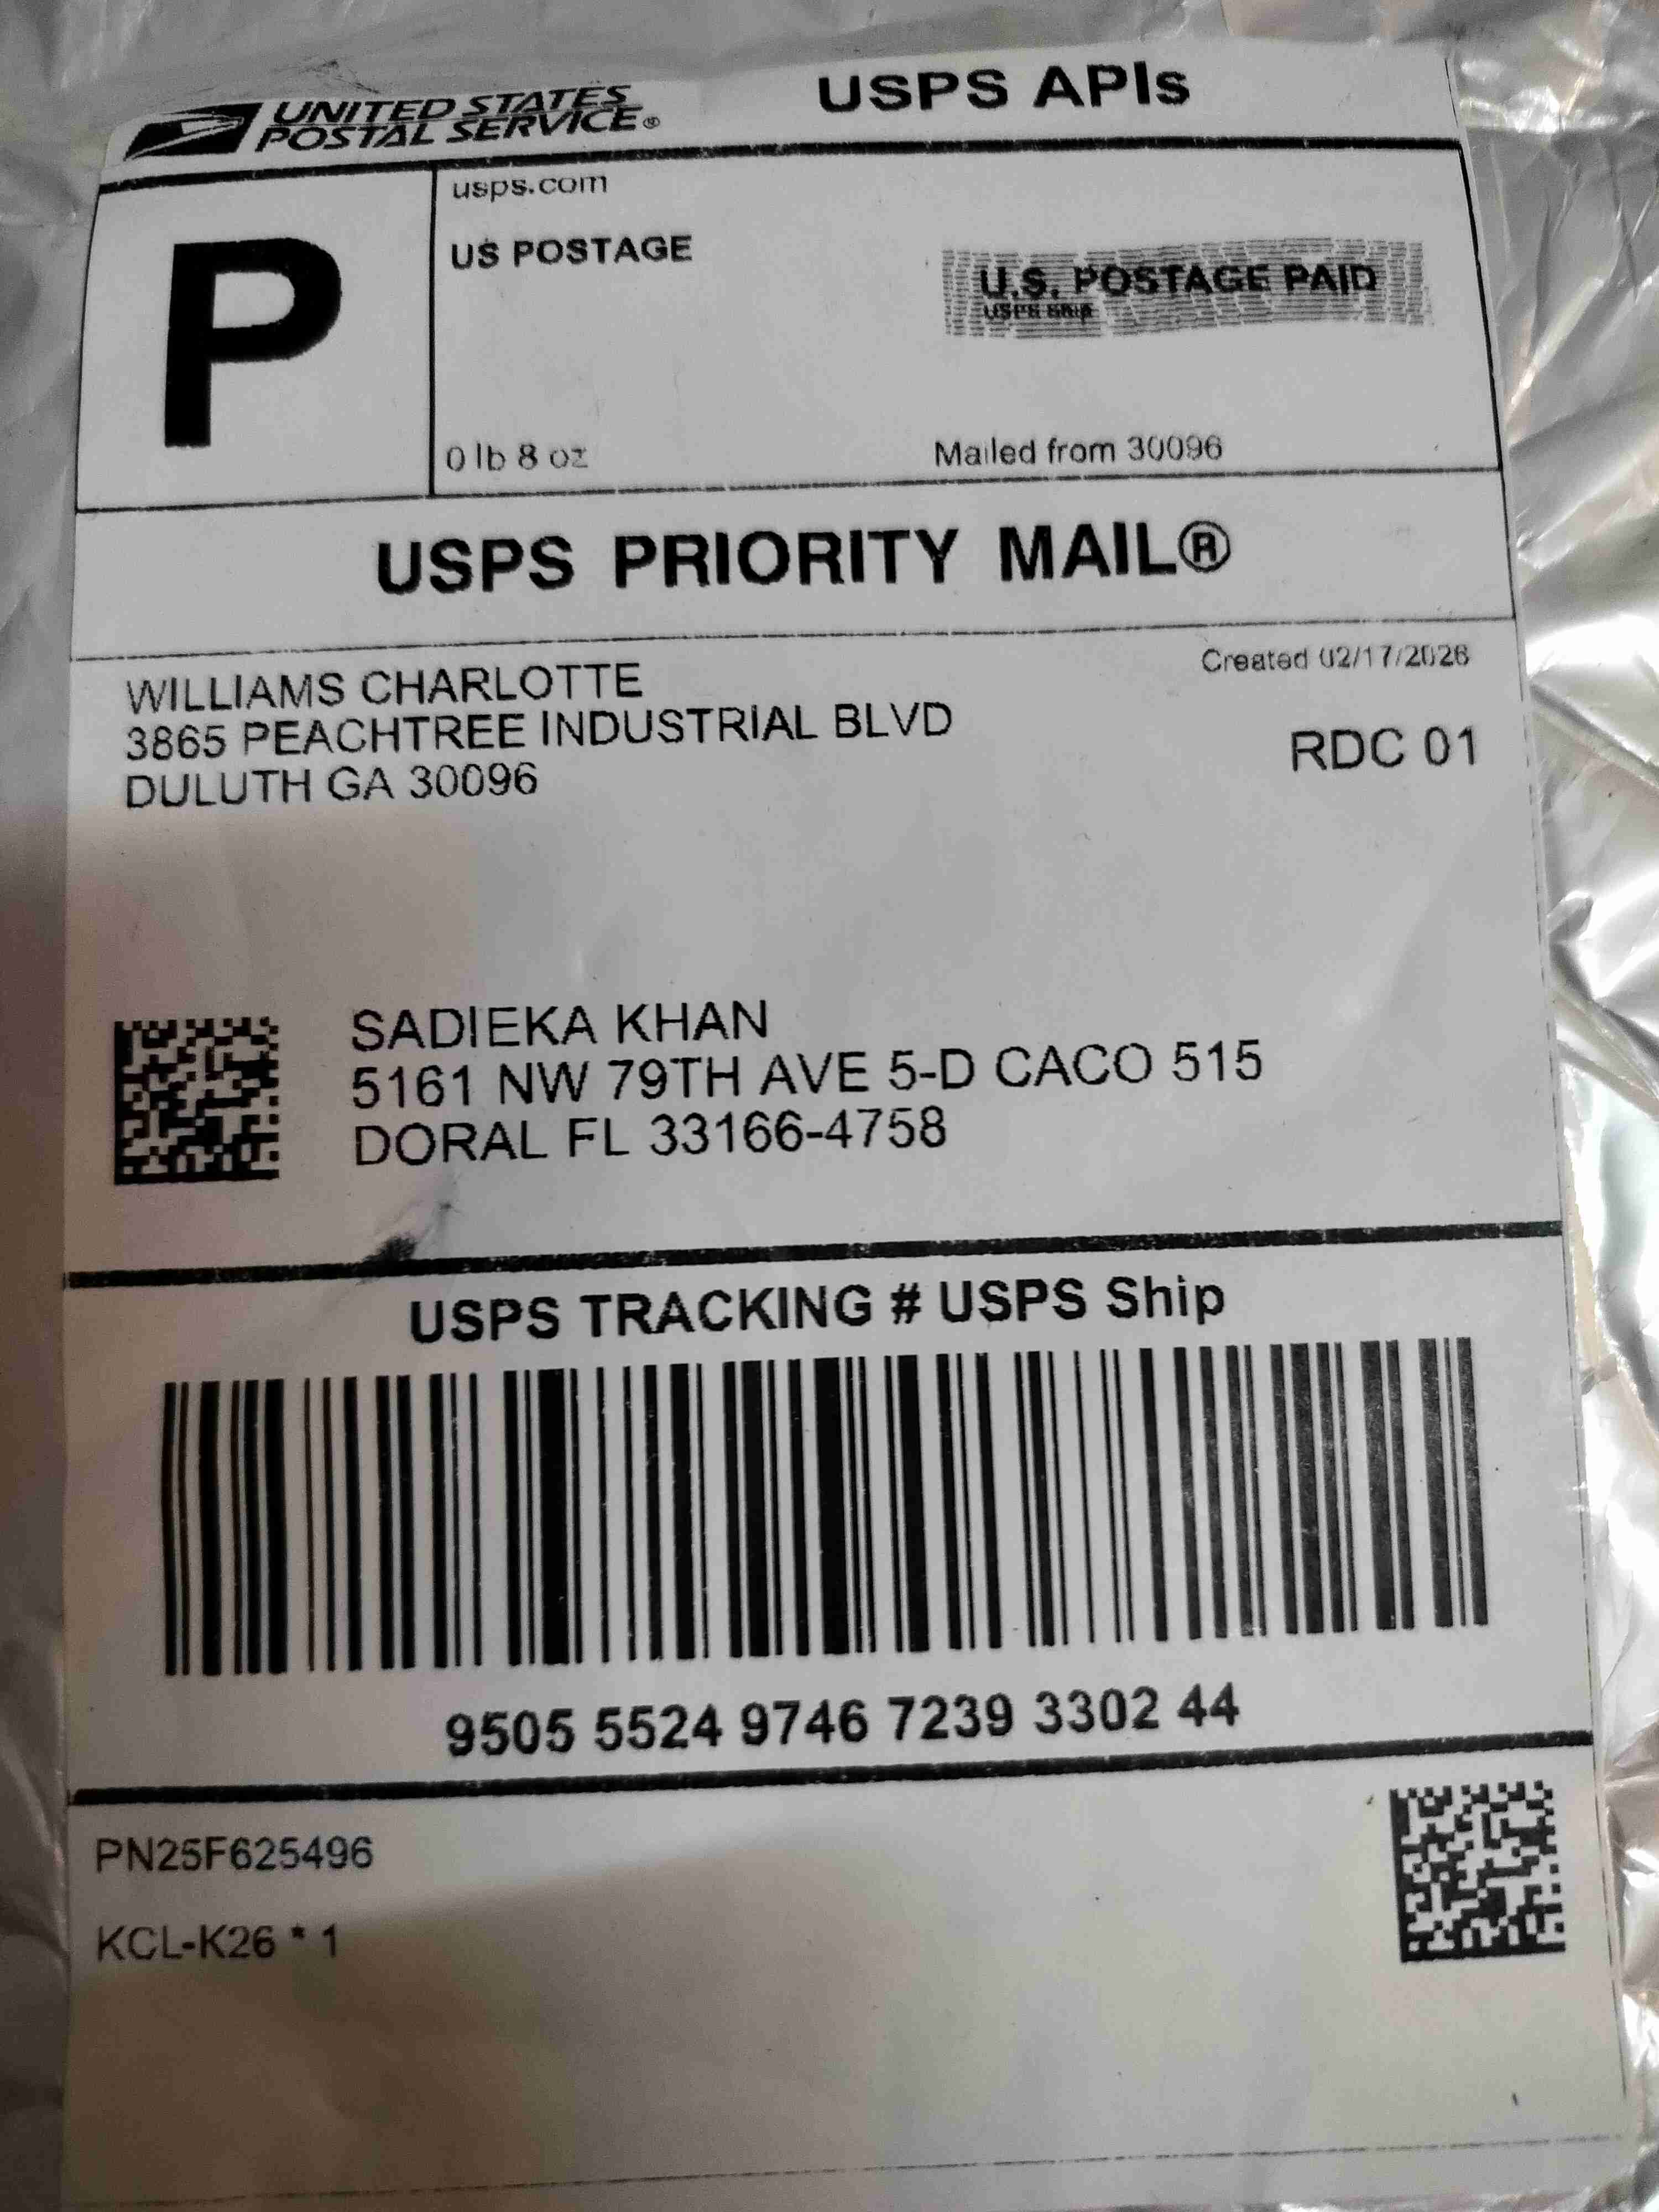 UNITED STATES
POSTAL SERVICE®
USPS APIs
P
usps.com
US POSTAGE
U.S. POSTAGE PAID
USPS Ship
0 lb 8 oz
Mailed from 30096
USPS PRIORITY MAIL®
WILLIAMS CHARLOTTE
3865 PEACHTREE INDUSTRIAL BLVD
DULUTH GA 30096
Created 02/17/2026
RDC 01
SADIEKA KHAN
5161 NW 79TH AVE 5-D CACO 515
DORAL FL 33166-4758
USPS TRACKING # USPS Ship
9505 5524 9746 7239 3302 44
PN25F625496
KCL-K26 * 1